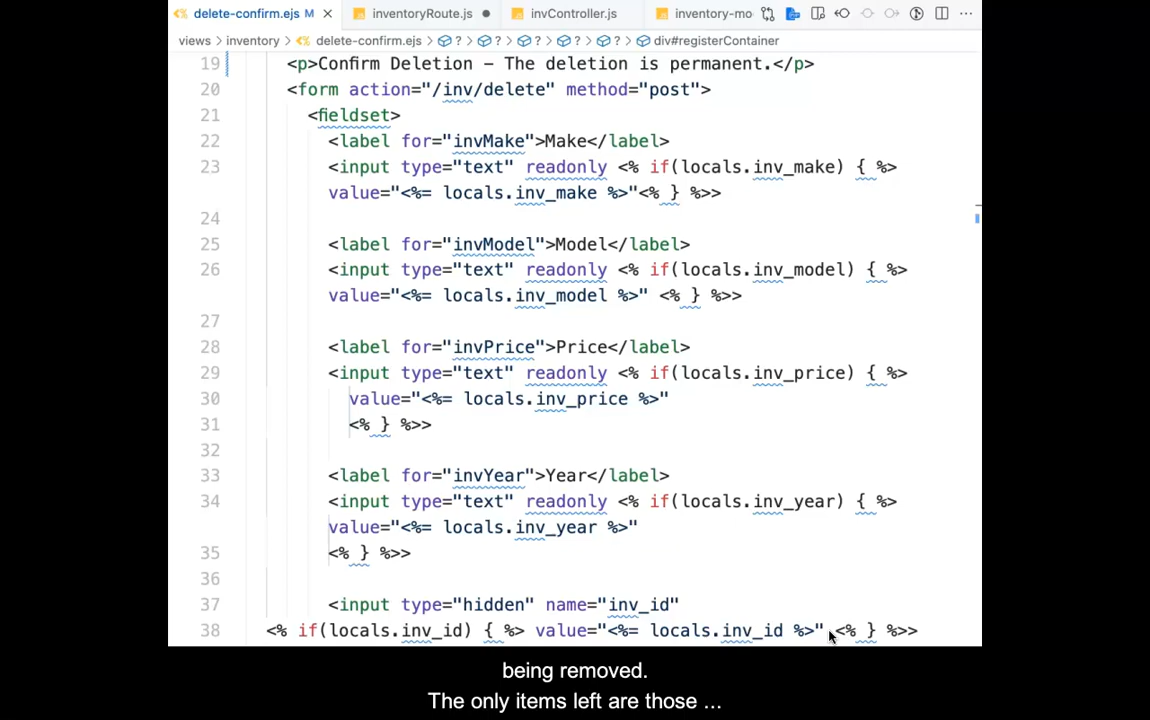 delete-confirm.ejs M × inventoryRoute.js ● invController.js inventory-mo ...
views > inventory > delete-confirm.ejs > ? > ? > ? > ? > ? > div#registerContainer
19 <p>Confirm Deletion – The deletion is permanent.</p>
20 <form action="/inv/delete" method="post">
21 <fieldset>
22 <label for="invMake">Make</label>
23 <input type="text" readonly <% if(locals.inv_make) { %>
value="<%= locals.inv_make %>"<% } %>>
24
25 <label for="invModel">Model</label>
26 <input type="text" readonly <% if(locals.inv_model) { %>
value="<%= locals.inv_model %>" <% } %>>
27
28 <label for="invPrice">Price</label>
29 <input type="text" readonly <% if(locals.inv_price) { %>
30 value="<%= locals.inv_price %>"
31 <% } %>>
32
33 <label for="invYear">Year</label>
34 <input type="text" readonly <% if(locals.inv_year) { %>
value="<%= locals.inv_year %>"
35 <% } %>>
36
37 <input type="hidden" name="inv_id"
38 <% if(locals.inv_id) { %> value="<%= locals.inv_id %>" <% } %>>
being removed.
The only items left are those ...